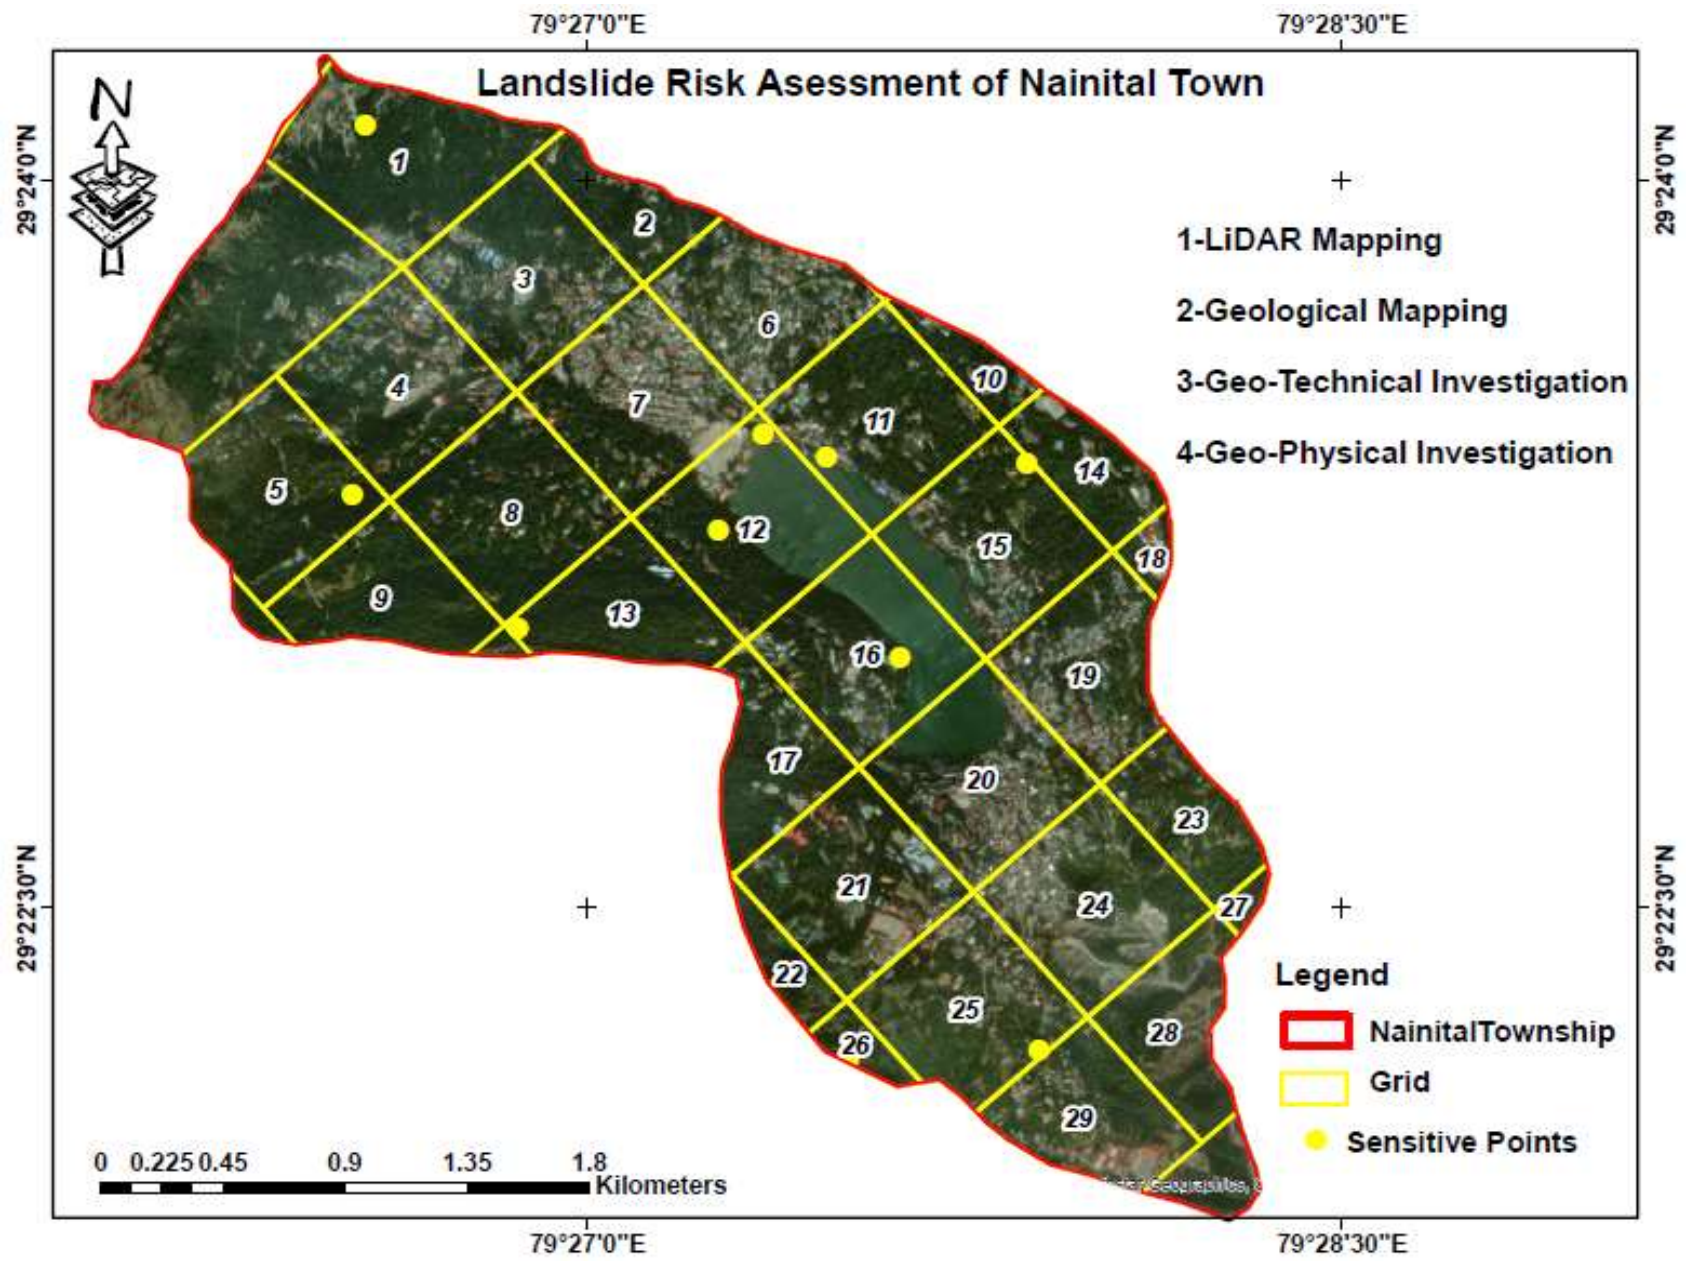 79°27'0"E 79°28'30"E
Landslide Risk Asessment of Nainital Town
N
29°24'0"N 29°24'0"N
1
2
3
4
5
6
7
8
9
10
11
12
13
14
15
16
17
18
19
20
21
22
23
24
25
26
27
28
29
1-LiDAR Mapping
2-Geological Mapping
3-Geo-Technical Investigation
4-Geo-Physical Investigation
29°22'30"N 29°22'30"N
Legend
NainitalTownship
Grid
Sensitive Points
0 0.225 0.45 0.9 1.35 1.8
Kilometers
Geographics,
79°27'0"E 79°28'30"E